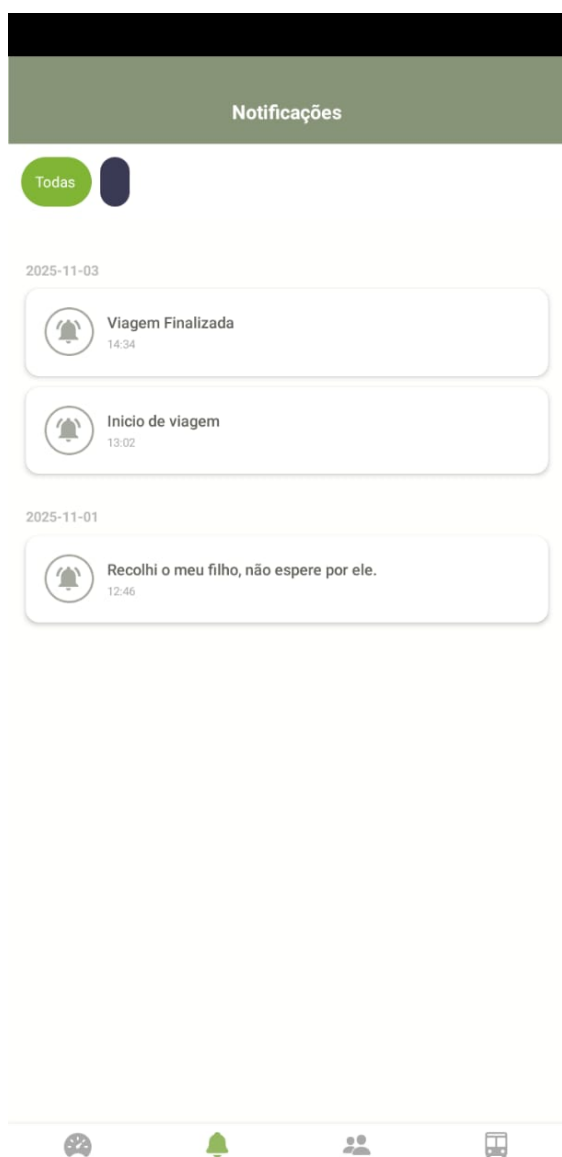 Notificações
Todas
2025-11-03
Viagem Finalizada
14:34
Inicio de viagem
13:02
2025-11-01
Recolhi o meu filho, não espere por ele.
12:46